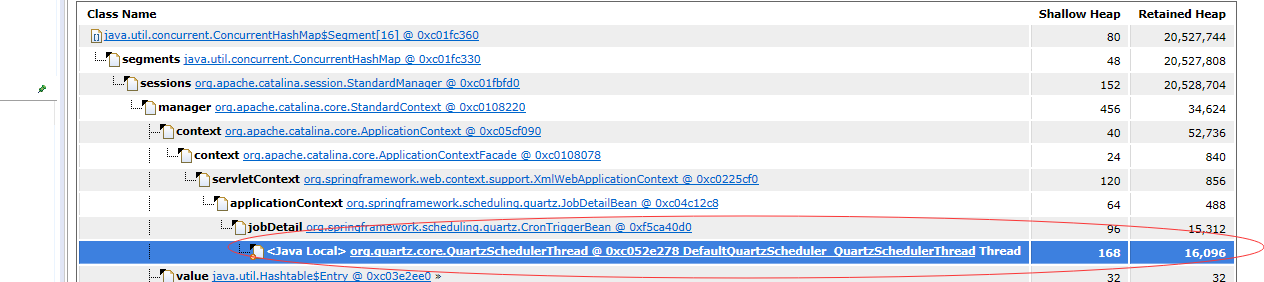 Class Name Shallow Heap Retained Heap
java.util.concurrent.ConcurrentHashMap$Segment[16] @ 0xc01fc360 80 20,527,744
segments java.util.concurrent.ConcurrentHashMap @ 0xc01fc330 48 20,527,808
sessions org.apache.catalina.session.StandardManager @ 0xc01fbfd0 152 20,528,704
manager org.apache.catalina.core.StandardContext @ 0xc0108220 456 34,624
context org.apache.catalina.core.ApplicationContext @ 0xc05cf090 40 52,736
context org.apache.catalina.core.ApplicationContextFacade @ 0xc0108078 24 840
servletContext org.springframework.web.context.support.XmlWebApplicationContext @ 0xc0225cf0 120 856
applicationContext org.springframework.scheduling.quartz.JobDetailBean @ 0xc04c12c8 64 488
jobDetail org.springframework.scheduling.quartz.CronTriggerBean @ 0xf5ca40d0 96 15,312
<Java Local> org.quartz.core.QuartzSchedulerThread @ 0xc052e278 DefaultQuartzScheduler_QuartzSchedulerThread Thread 168 16,096
value java.util.Hashtable$Entry @ 0xc03e2ee0 » 32 32